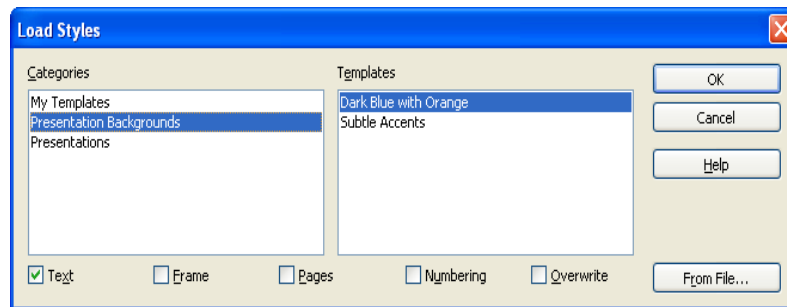 Load Styles
Categories
Templates
My Templates
Presentation Backgrounds
Presentations
Dark Blue with Orange
Subtle Accents
OK
Cancel
Help
Text
Frame
Pages
Numbering
Overwrite
From File...